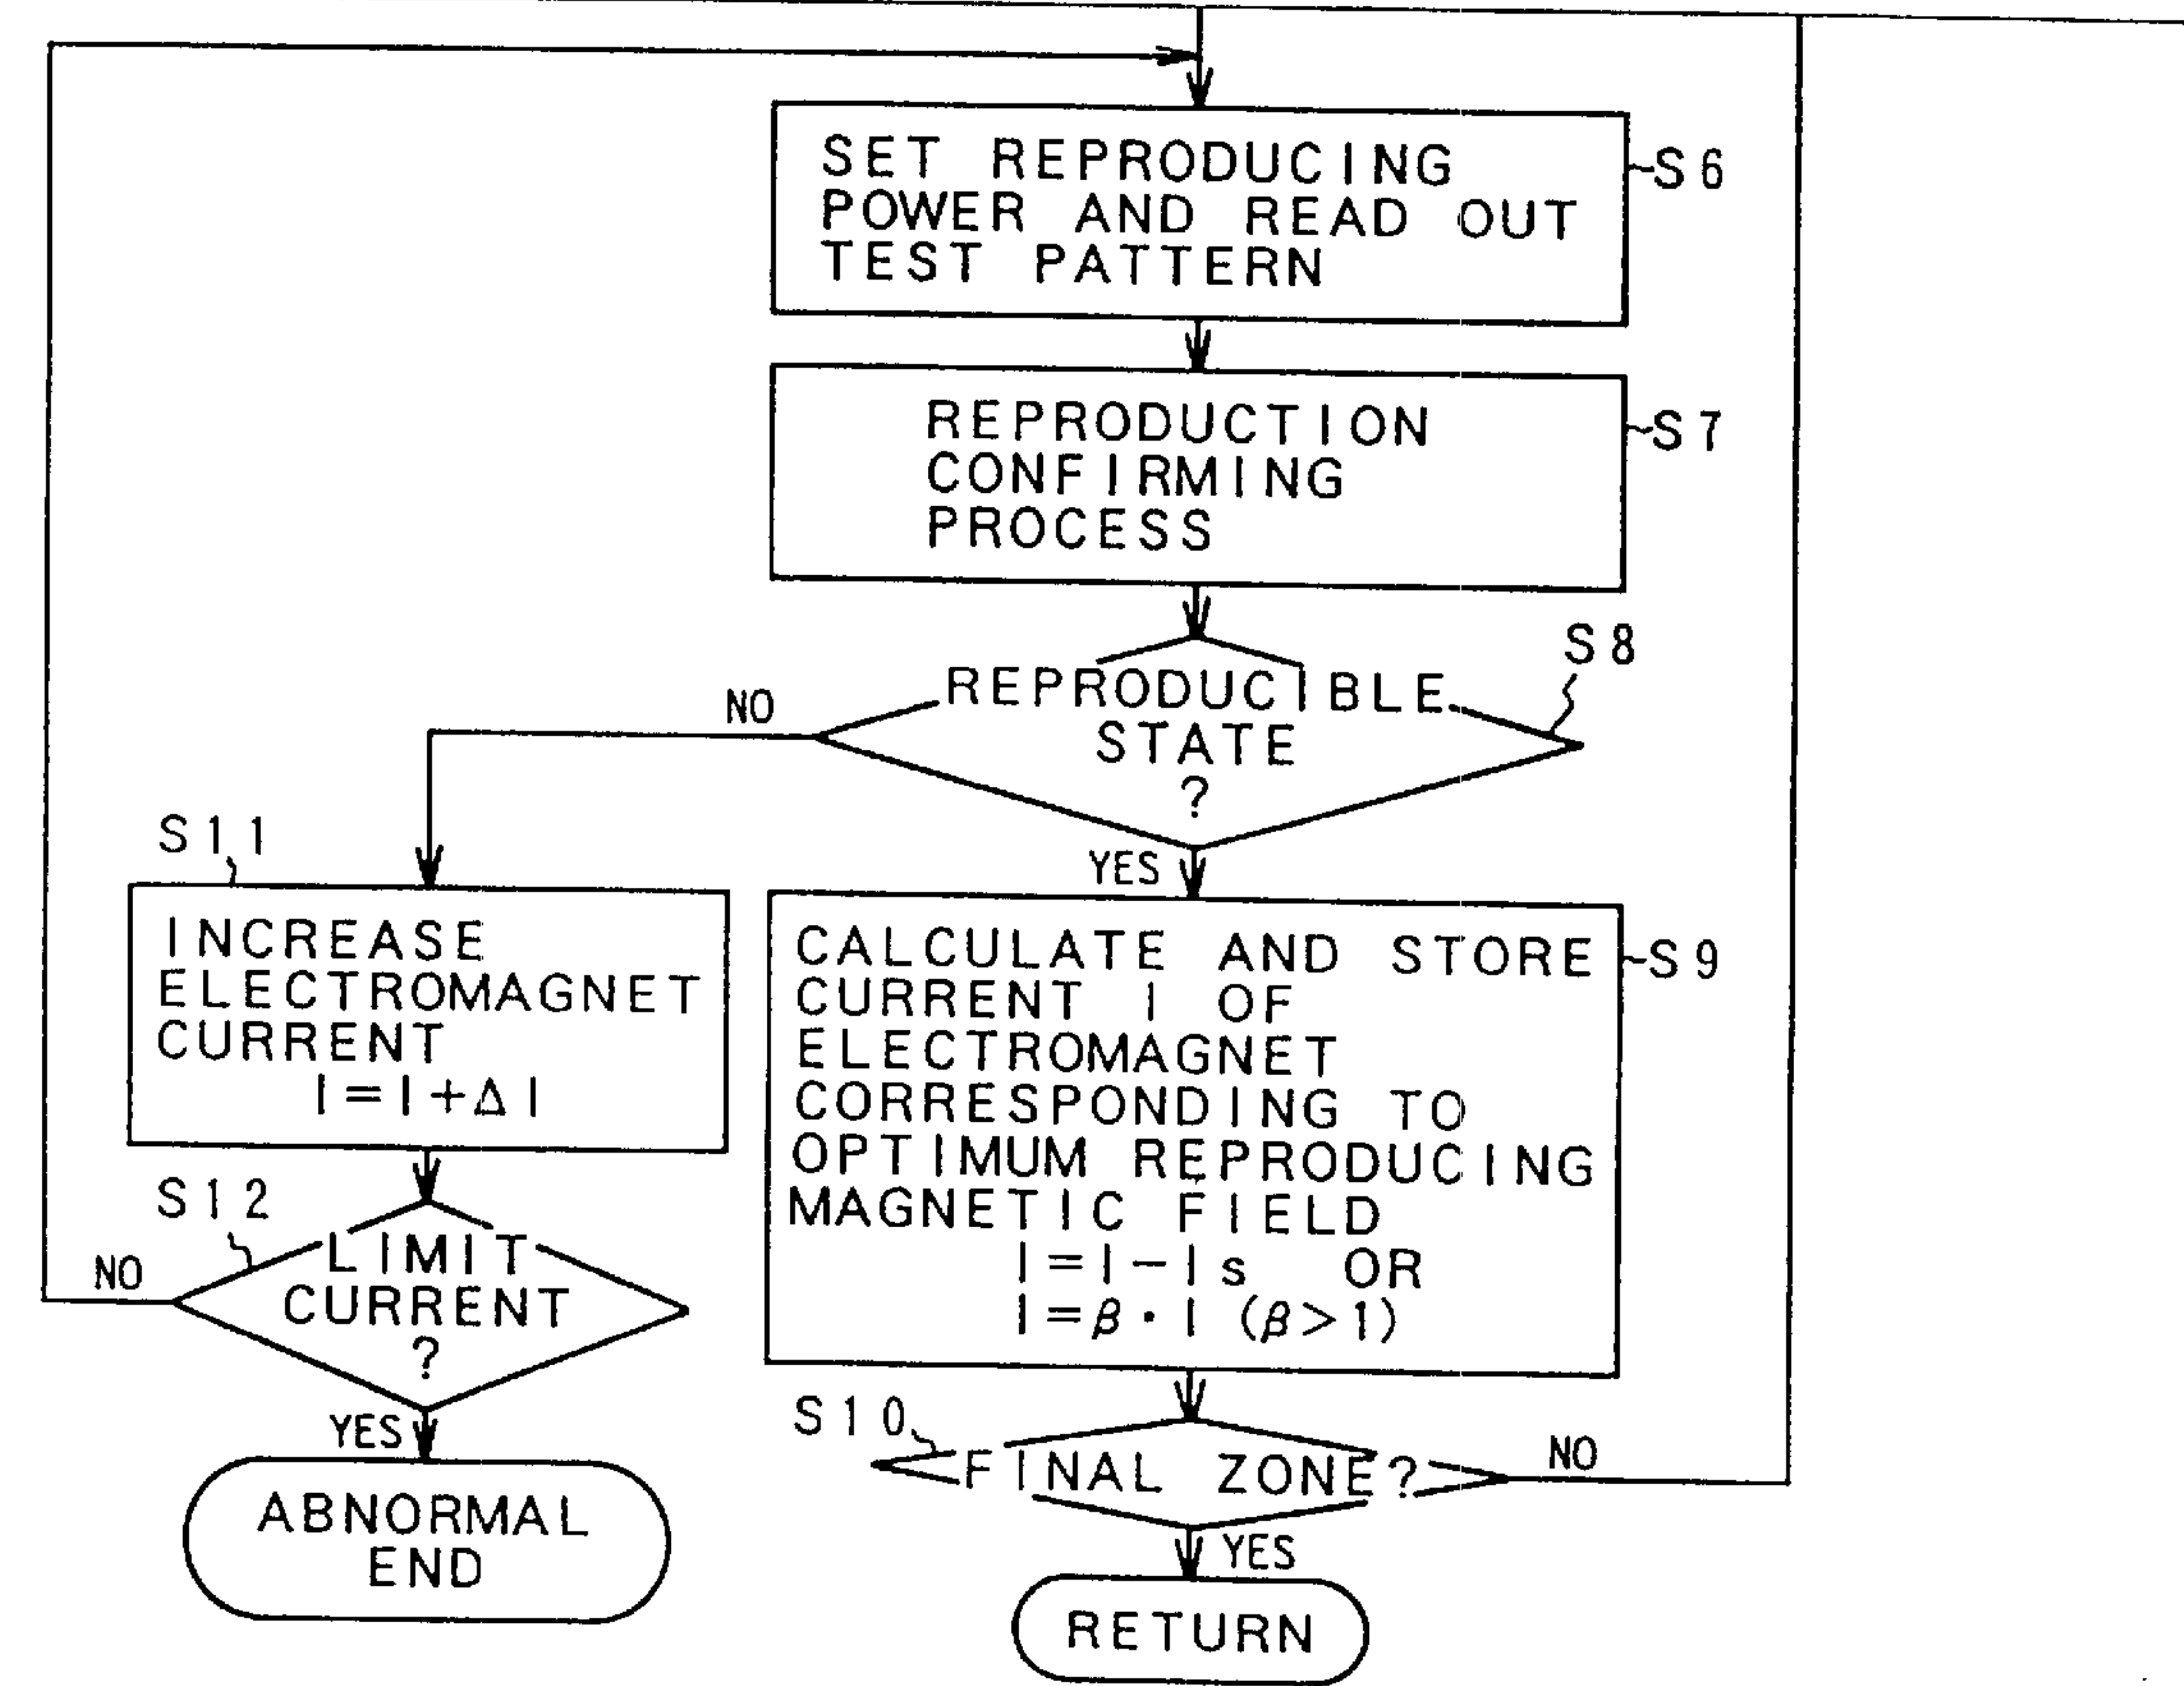 SET REPRODUCING
POWER AND READ OUT
TEST PATTERN
S6
REPRODUCTION
CONFIRMING
PROCESS
S7
S8
REPRODUCIBLE
STATE
?
NO
YES
S11
INCREASE
ELECTROMAGNET
CURRENT
I=I+ΔI
CALCULATE AND STORE
CURRENT I OF
ELECTROMAGNET
CORRESPONDING TO
OPTIMUM REPRODUCING
MAGNETIC FIELD
I=I-Is OR
I=β・I (β>1)
S9
S12
LIMIT
CURRENT
?
NO
YES
ABNORMAL
END
S10
FINAL ZONE?
NO
YES
RETURN